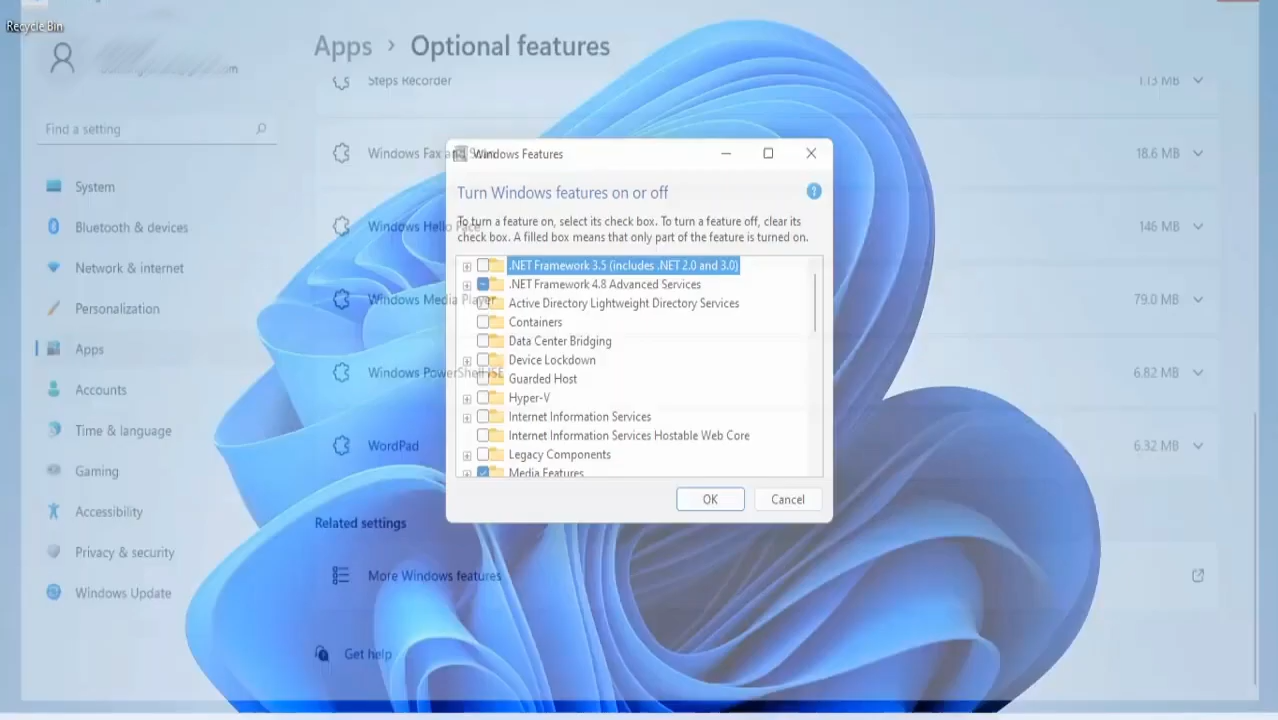 Recycle Bin
Apps > Optional features
Find a setting
System
Bluetooth & devices
Network & internet
Personalization
Apps
Accounts
Time & language
Gaming
Accessibility
Privacy & security
Windows Update
Steps Recorder 1.13 MB
Windows Fax and Scan 18.6 MB
Windows Hello Face 146 MB
Windows Media Player 79.0 MB
Windows PowerShell ISE 6.82 MB
WordPad 6.32 MB
Related settings
More Windows features
Get help
Windows Features
Turn Windows features on or off
To turn a feature on, select its check box. To turn a feature off, clear its
check box. A filled box means that only part of the feature is turned on.
.NET Framework 3.5 (includes .NET 2.0 and 3.0)
.NET Framework 4.8 Advanced Services
Active Directory Lightweight Directory Services
Containers
Data Center Bridging
Device Lockdown
Guarded Host
Hyper-V
Internet Information Services
Internet Information Services Hostable Web Core
Legacy Components
Media Features
OK
Cancel